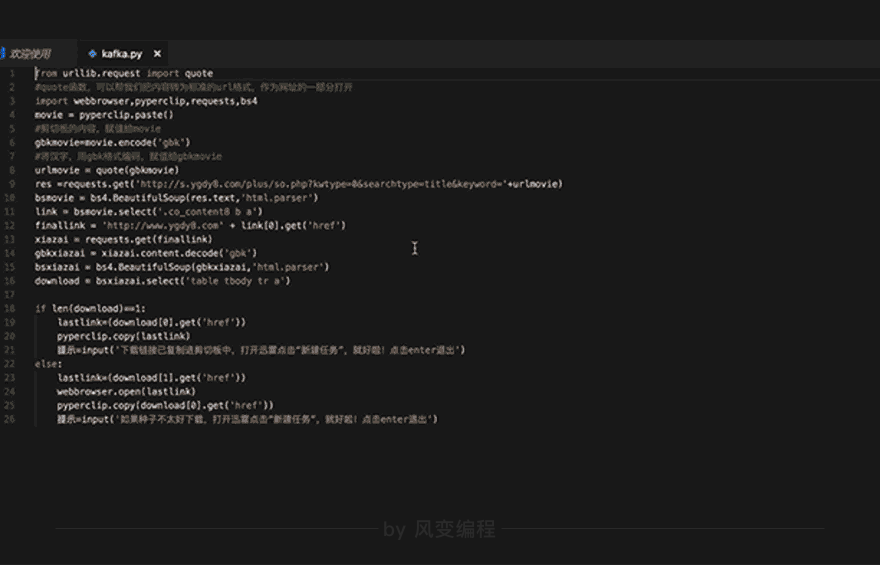 欢迎使用
kafka.py ×
1 from urllib.request import quote
2 #quote函数，可以帮我们把内容转为标准的url格式，作为网址的一部分打开
3 import webbrowser,pyperclip,requests,bs4
4 movie = pyperclip.paste()
5 #剪切板的内容，赋值给movie
6 gbkmovie=movie.encode('gbk')
7 #将汉字，用gbk格式编码，赋值给gbkmovie
8 urlmovie = quote(gbkmovie)
9 res =requests.get('http://s.ygdy8.com/plus/so.php?kwtype=0&searchtype=title&keyword='+urlmovie)
10 bsmovie = bs4.BeautifulSoup(res.text,'html.parser')
11 link = bsmovie.select('.co_content8 b a')
12 finallink = 'http://www.ygdy8.com' + link[0].get('href')
13 xiazai = requests.get(finallink)
14 gbkxiazai = xiazai.content.decode('gbk')
15 bsxiazai = bs4.BeautifulSoup(gbkxiazai,'html.parser')
16 download = bsxiazai.select('table tbody tr a')
17
18 if len(download)==1:
19 lastlink=(download[0].get('href'))
20 pyperclip.copy(lastlink)
21 提示=input('下载链接已复制进剪切板中，打开迅雷点击“新建任务”，就好啦！点击enter退出')
22 else:
23 lastlink=(download[1].get('href'))
24 webbrowser.open(lastlink)
25 pyperclip.copy(download[0].get('href'))
26 提示=input('如果种子不太好下载，打开迅雷点击“新建任务”，就好啦！点击enter退出')
by 风变编程